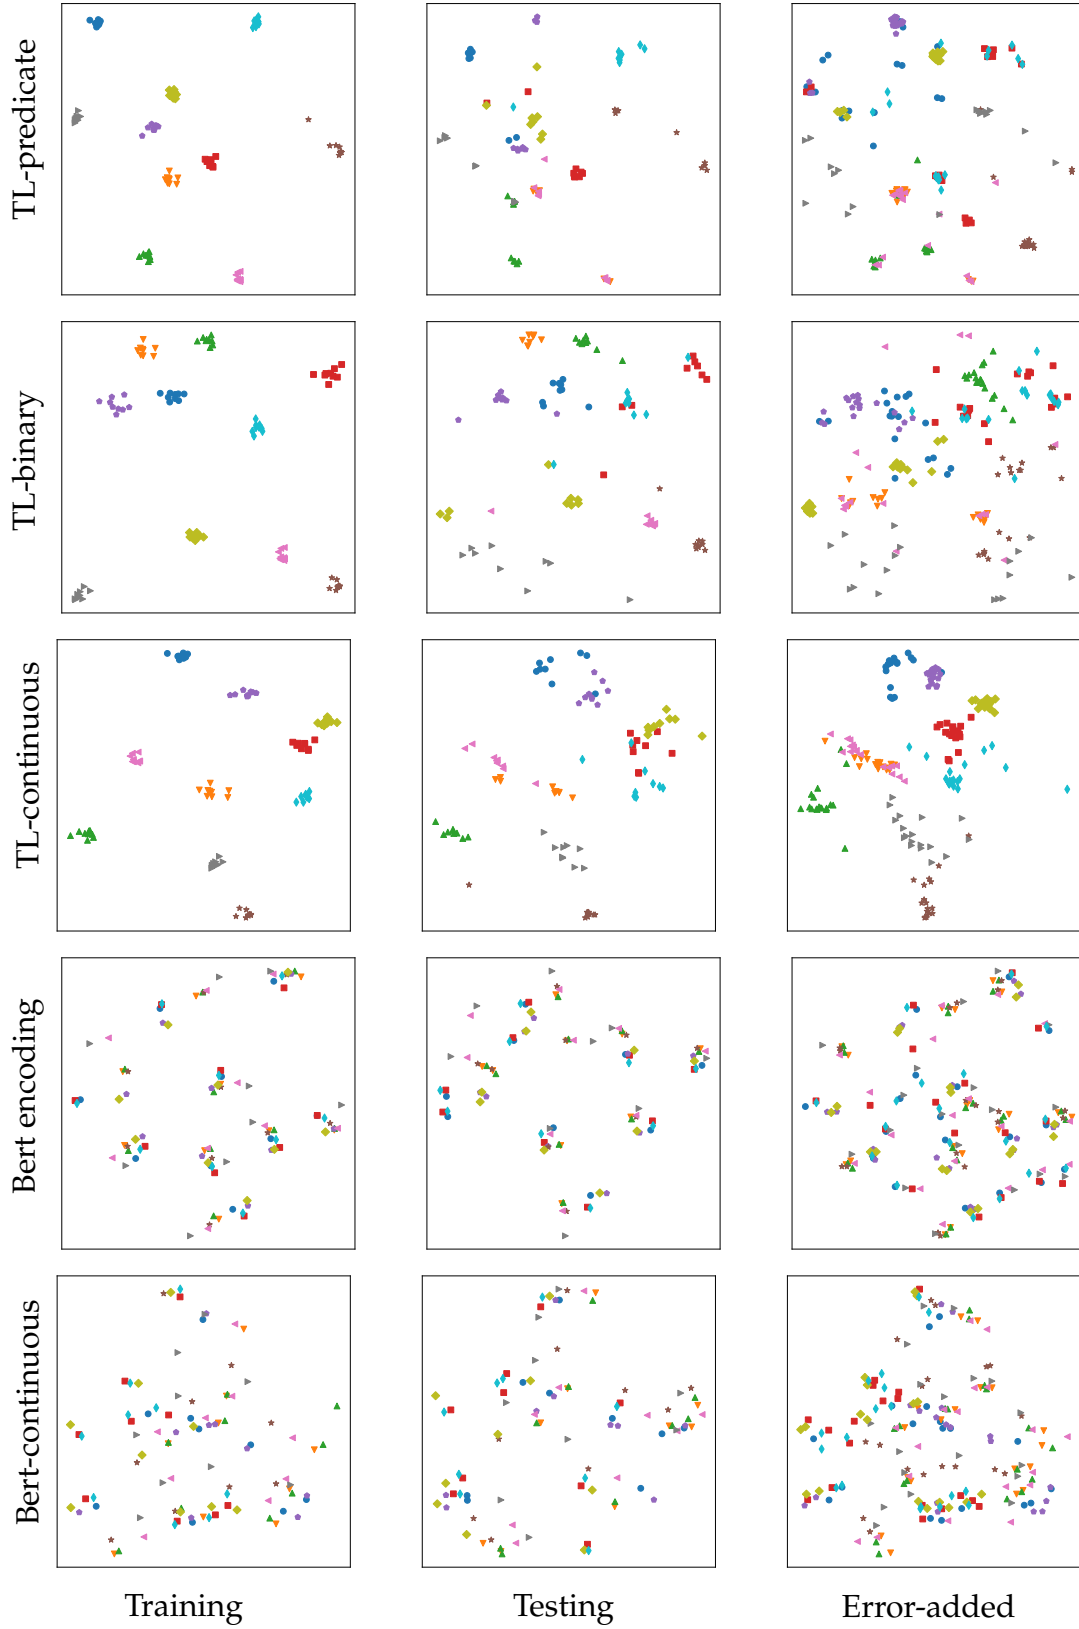 TL-predicate
TL-binary
TL-continuous
Bert encoding
Bert-continuous
Training Testing Error-added